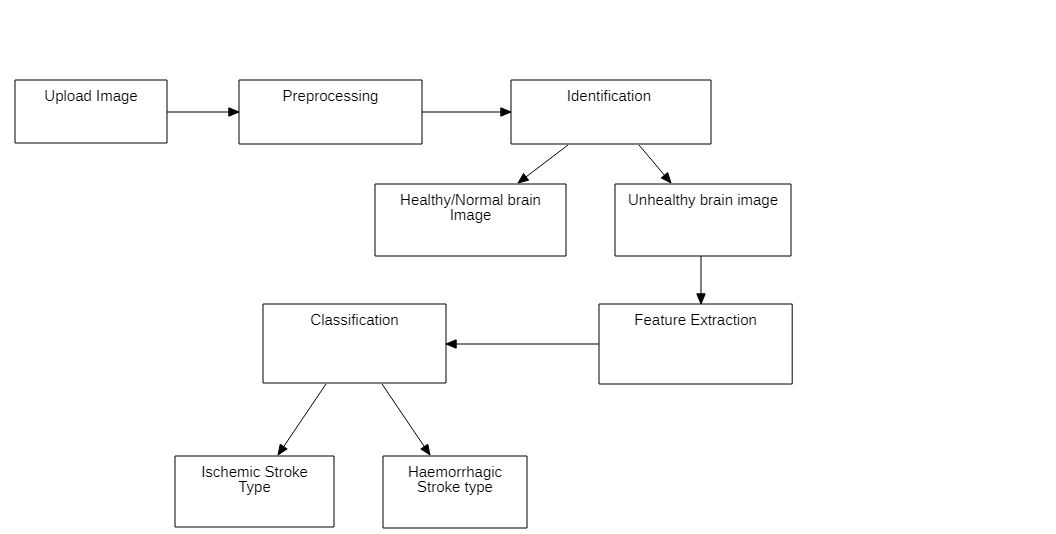 Upload Image
Preprocessing
Identification
Healthy/Normal brain
Image
Unhealthy brain image
Classification
Feature Extraction
Ischemic Stroke
Type
Haemorrhagic
Stroke type